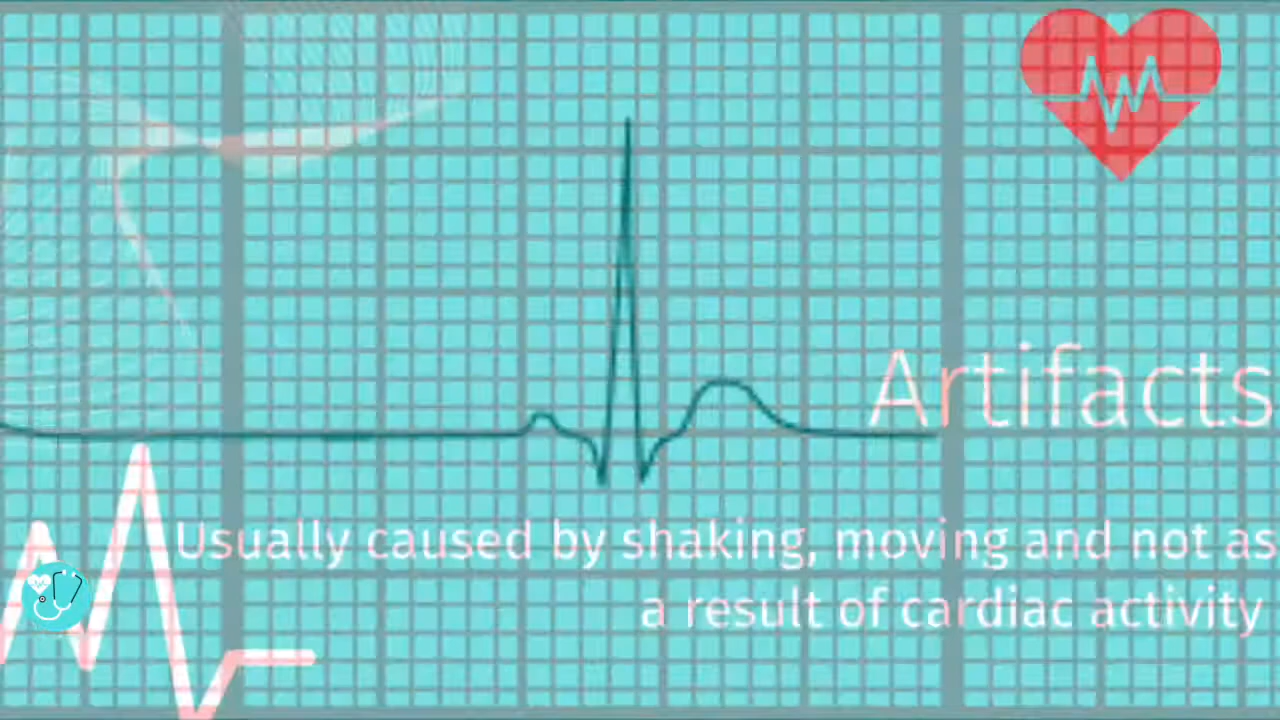 Artifacts
Usually caused by shaking, moving and not as
a result of cardiac activity